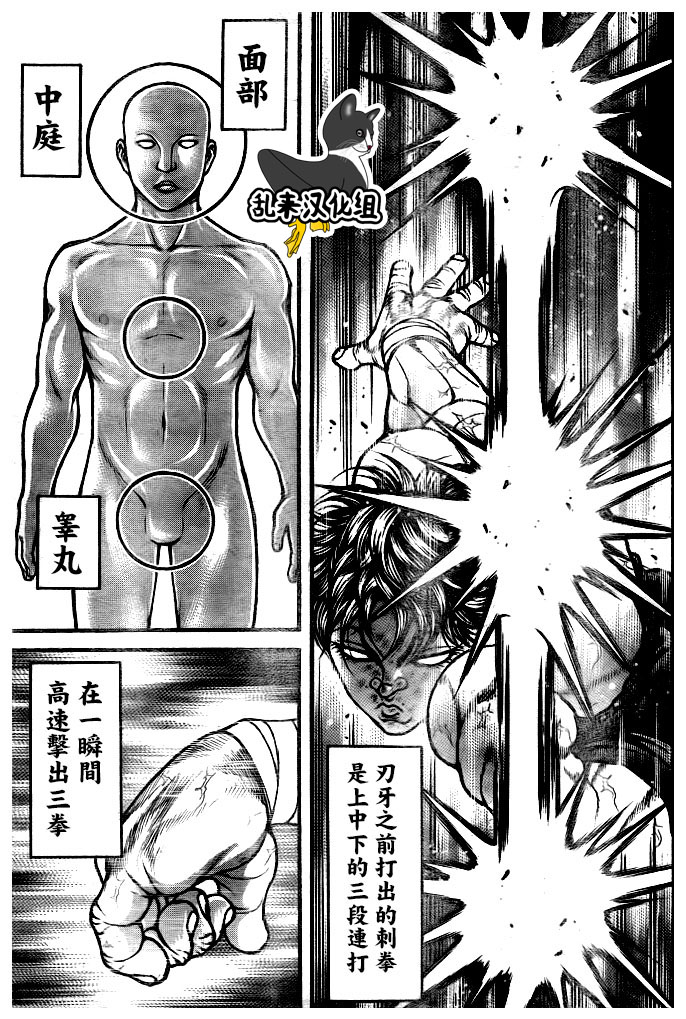 刃牙之前打出的刺拳
是上中下的三段連打
面部
中庭
睪丸
在一瞬間
高速擊出三拳
乱来汉化组